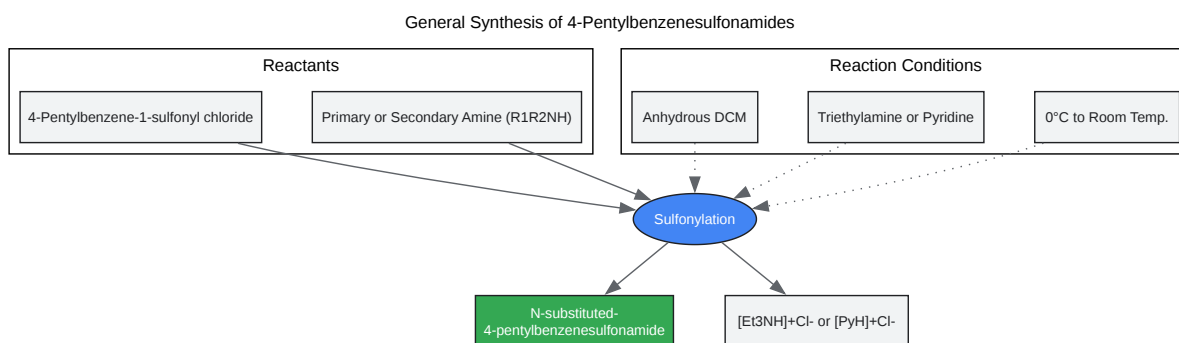 General Synthesis of 4-Pentylbenzenesulfonamides
Reactants
Reaction Conditions
4-Pentylbenzene-1-sulfonyl chloride
Primary or Secondary Amine (R1R2NH)
Anhydrous DCM
Triethylamine or Pyridine
0°C to Room Temp.
Sulfonylation
N-substituted-
4-pentylbenzenesulfonamide
[Et3NH]+Cl- or [PyH]+Cl-